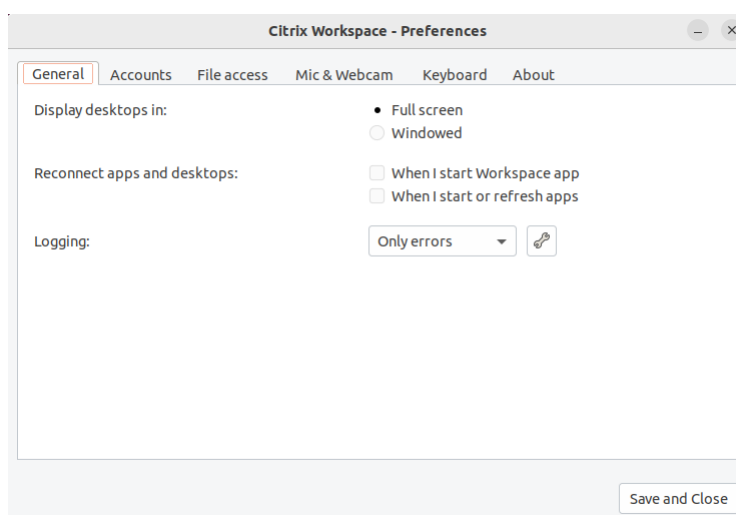 Citrix Workspace - Preferences
General Accounts File access Mic & Webcam Keyboard About
Display desktops in: Full screen
Windowed
Reconnect apps and desktops: When I start Workspace app
When I start or refresh apps
Logging: Only errors
Save and Close